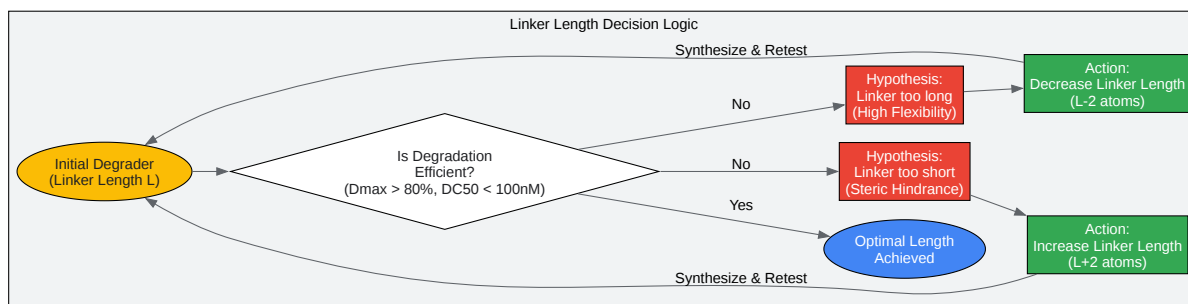 Linker Length Decision Logic
Synthesize & Retest
Initial Degrader
(Linker Length L)
Is Degradation
Efficient?
(Dmax > 80%, DC50 < 100nM)
No
Hypothesis:
Linker too long
(High Flexibility)
Action:
Decrease Linker Length
(L-2 atoms)
No
Hypothesis:
Linker too short
(Steric Hindrance)
Action:
Increase Linker Length
(L+2 atoms)
Yes
Optimal Length
Achieved
Synthesize & Retest